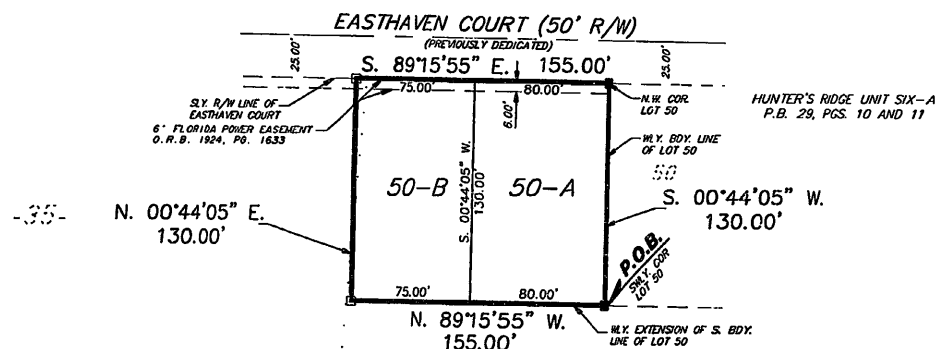 EASTHAVEN COURT (50' R/W)
(PREVIOUSLY DEDICATED)
25.00'
25.00'
S. 89°15'55" E. 155.00'
75.00'
80.00'
SLY. R/W LINE OF
EASTHAVEN COURT
6' FLORIDA POWER EASEMENT
O.R.B. 1924, PG. 1633
6.00'
N.W. COR.
LOT 50
HUNTER'S RIDGE UNIT SIX-A
P.B. 29, PGS. 10 AND 11
WLY. BDY. LINE
OF LOT 50
50
50-B
50-A
S. 00°44'05" W.
130.00'
-35-
N. 00°44'05" E.
130.00'
S. 00°44'05" W.
130.00'
P.O.B.
SWLY. COR
LOT 50
75.00'
80.00'
N. 89°15'55" W.
155.00'
WLY. EXTENSION OF S. BDY.
LINE OF LOT 50